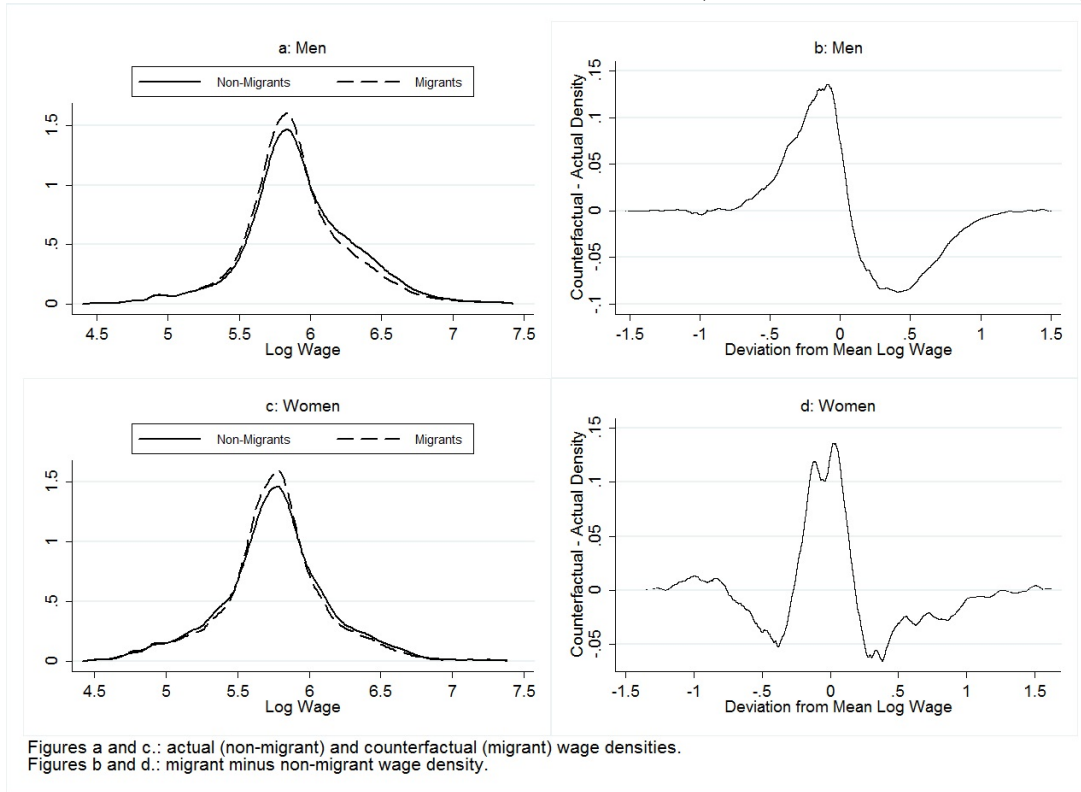 a: Men
Non-Migrants
Migrants
0
.5
1
1.5
4.5
5
5.5
6
6.5
7
7.5
Log Wage
b: Men
Counterfactual - Actual Density
-.1
-.05
0
.05
.1
.15
-1.5
-1
-.5
0
.5
1
1.5
Deviation from Mean Log Wage
c: Women
Non-Migrants
Migrants
0
.5
1
1.5
4.5
5
5.5
6
6.5
7
7.5
Log Wage
d: Women
Counterfactual - Actual Density
-.05
0
.05
.1
.15
-1.5
-1
-.5
0
.5
1
1.5
Deviation from Mean Log Wage
Figures a and c.: actual (non-migrant) and counterfactual (migrant) wage densities.
Figures b and d.: migrant minus non-migrant wage density.